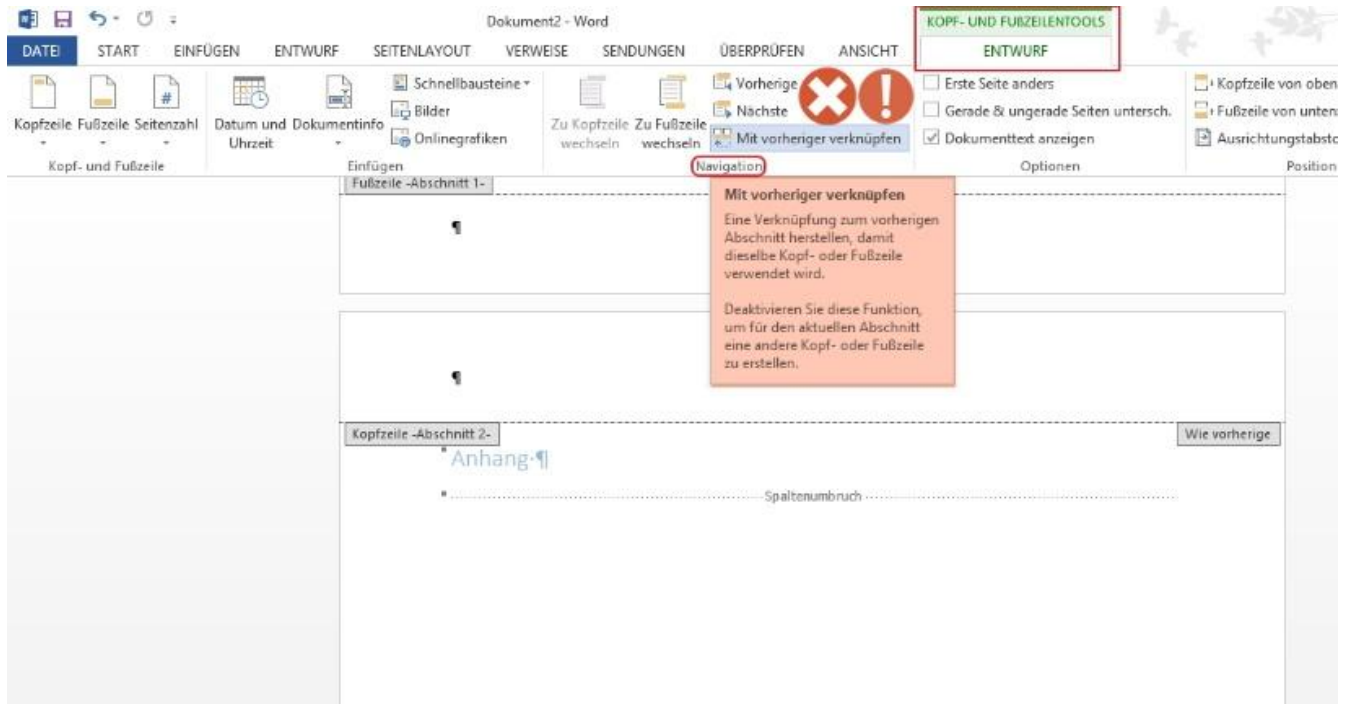 Dokument2 - Word
KOPF- UND FUßZEILENTOOLS
DATEI START EINFÜGEN ENTWURF SEITENLAYOUT VERWEISE SENDUNGEN ÜBERPRÜFEN ANSICHT ENTWURF
Kopfzeile Fußzeile Seitenzahl
Datum und Uhrzeit
Dokumentinfo
Schnellbausteine
Bilder
Onlinegrafiken
Zu Kopfzeile wechseln
Zu Fußzeile wechseln
Vorherige
Nächste
Mit vorheriger verknüpfen
Erste Seite anders
Gerade & ungerade Seiten untersch.
Dokumenttext anzeigen
Kopfzeile von oben
Fußzeile von unten
Ausrichtungstabsto
Kopf- und Fußzeile Einfügen Navigation Optionen Position
Fußzeile -Abschnitt 1-
¶
Mit vorheriger verknüpfen
Eine Verknüpfung zum vorherigen
Abschnitt herstellen, damit
dieselbe Kopf- oder Fußzeile
verwendet wird.
Deaktivieren Sie diese Funktion,
um für den aktuellen Abschnitt
eine andere Kopf- oder Fußzeile
zu erstellen.
¶
Kopfzeile -Abschnitt 2- Wie vorherige
Anhang·¶
Spaltenumbruch